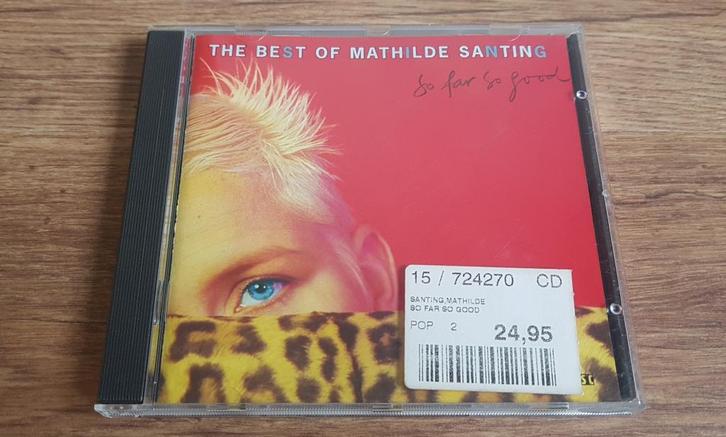 THE BEST OF MATHILDE SANTING
So far so good
15 / 724270 CD
SANTING,MATHILDE
SO FAR SO GOOD
POP 2 24,95